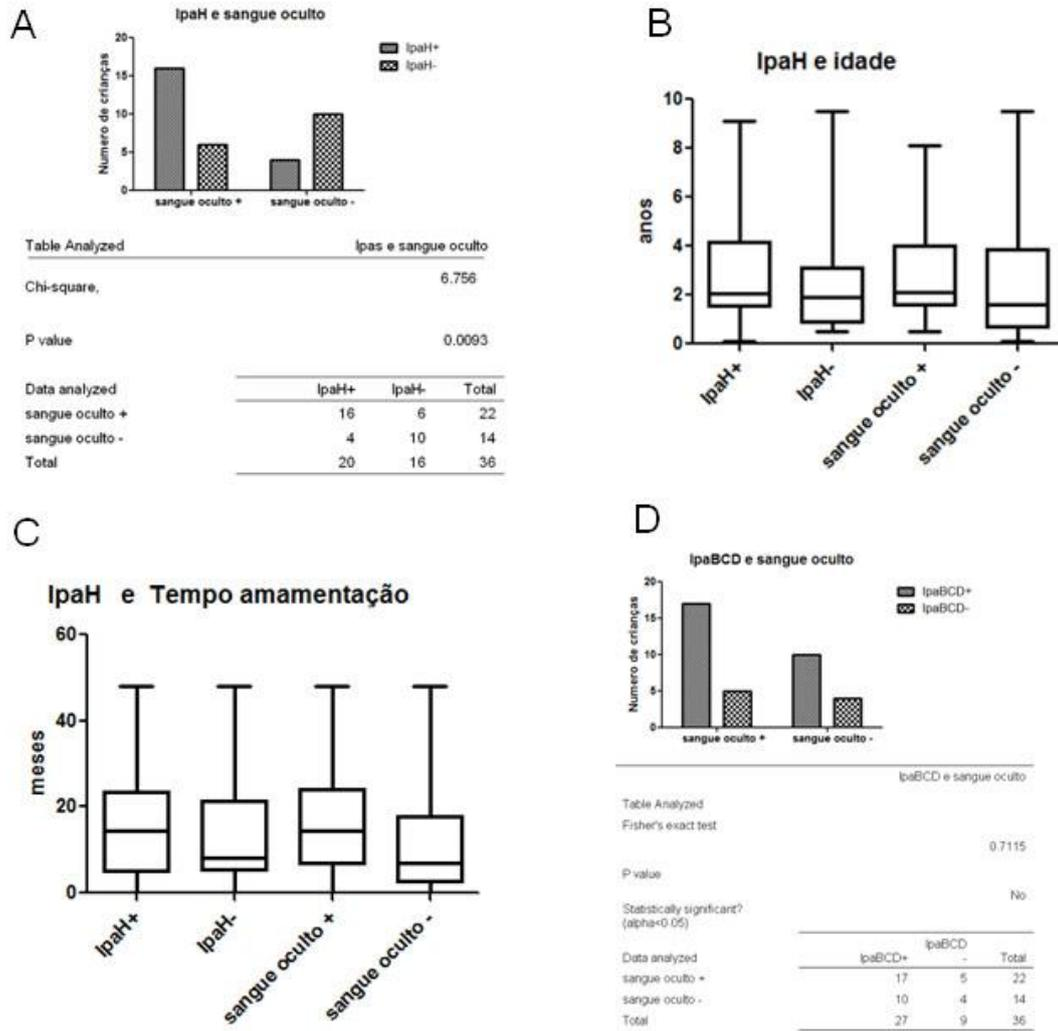 A
IpaH e sangue oculto
Numero de crianças
20
15
10
5
0
sangue oculto +
sangue oculto -
IpaH+
IpaH-
Table Analyzed Ipas e sangue oculto
Chi-square, 6.756
P value 0.0093
Data analyzed IpaH+ IpaH- Total
sangue oculto + 16 6 22
sangue oculto - 4 10 14
Total 20 16 36
B
IpaH e idade
anos
10
8
6
4
2
0
IpaH+
IpaH-
sangue oculto +
sangue oculto -
C
IpaH e Tempo amamentação
meses
60
40
20
0
IpaH+
IpaH-
sangue oculto +
sangue oculto -
D
IpaBCD e sangue oculto
Numero de crianças
20
15
10
5
0
sangue oculto +
sangue oculto -
IpaBCD+
IpaBCD-
IpaBCD e sangue oculto
Table Analyzed
Fisher's exact test
0.7115
P value
No
Statistically significant?
(alpha<0.05)
IpaBCD
Data analyzed IpaBCD+ - Total
sangue oculto + 17 5 22
sangue oculto - 10 4 14
Total 27 9 36